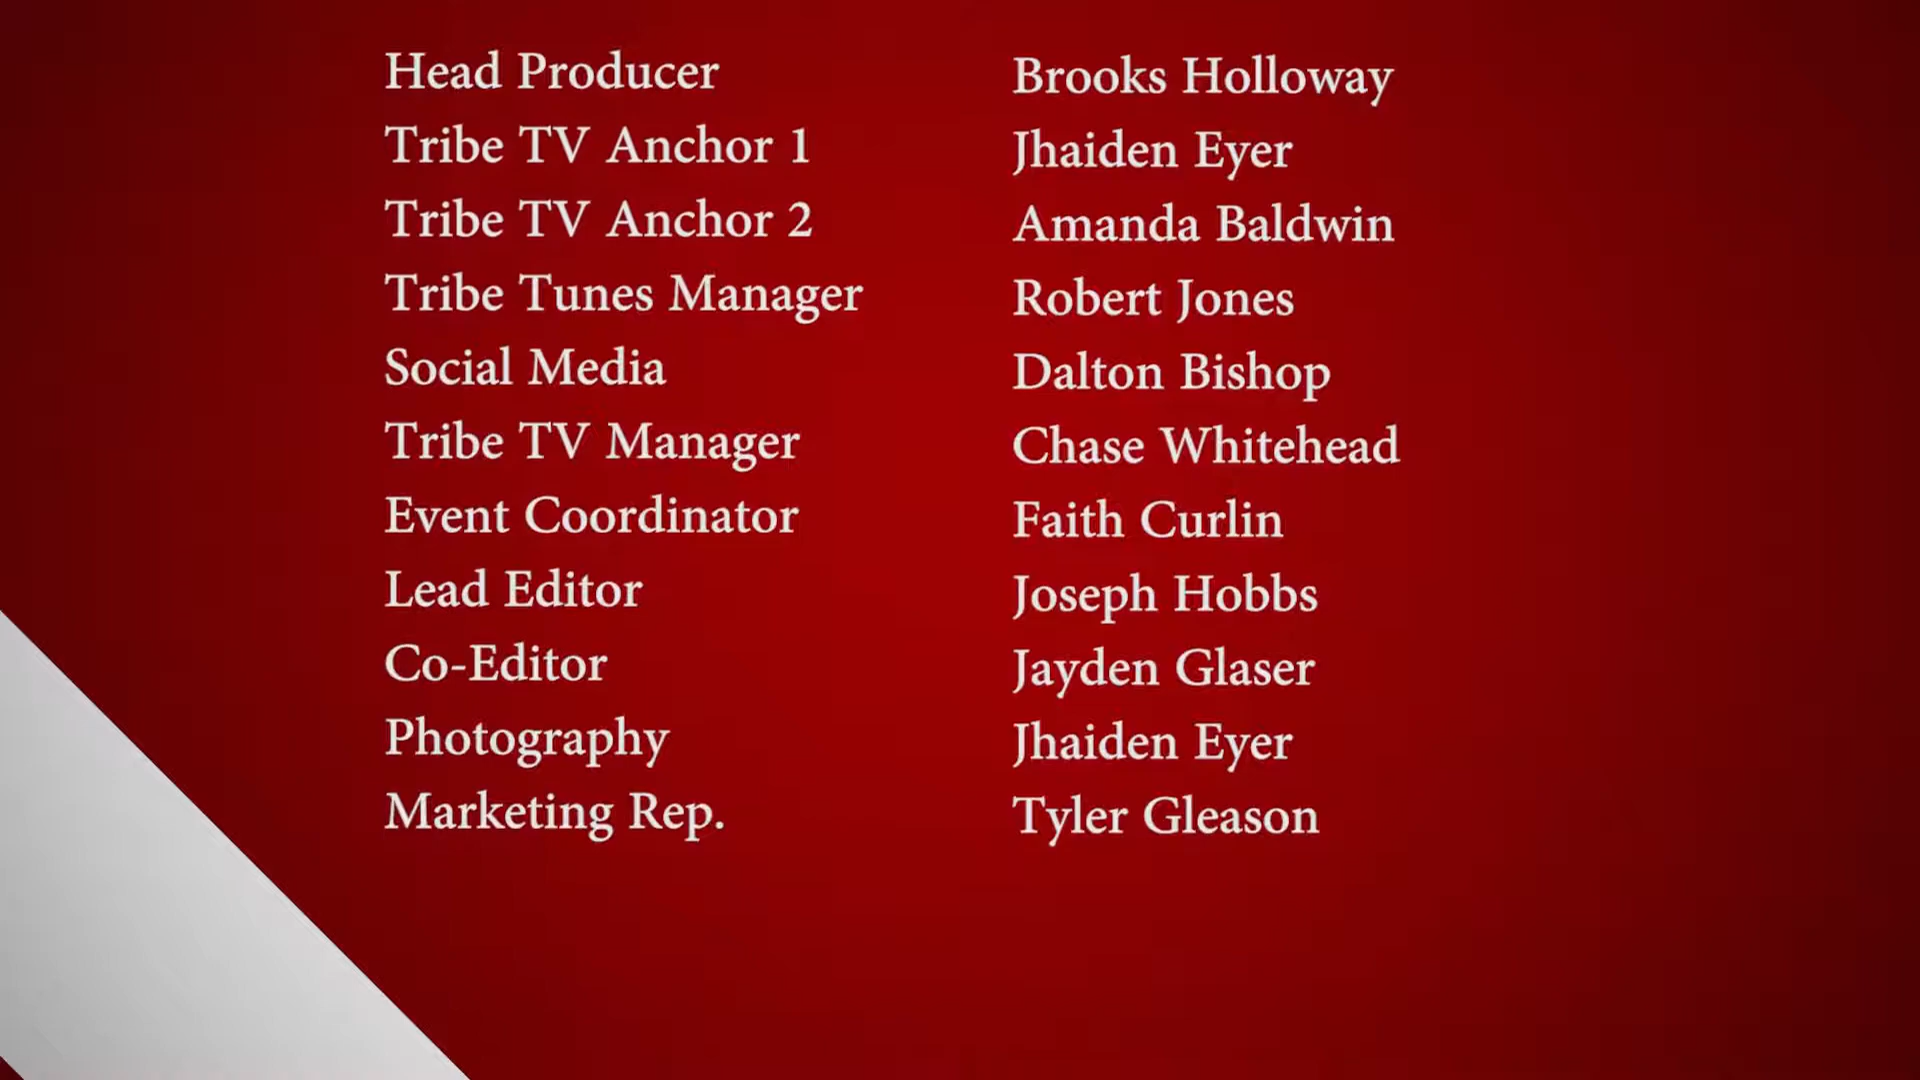 Head Producer Brooks Holloway
Tribe TV Anchor 1 Jhaiden Eyer
Tribe TV Anchor 2 Amanda Baldwin
Tribe Tunes Manager Robert Jones
Social Media Dalton Bishop
Tribe TV Manager Chase Whitehead
Event Coordinator Faith Curlin
Lead Editor Joseph Hobbs
Co-Editor Jayden Glaser
Photography Jhaiden Eyer
Marketing Rep. Tyler Gleason